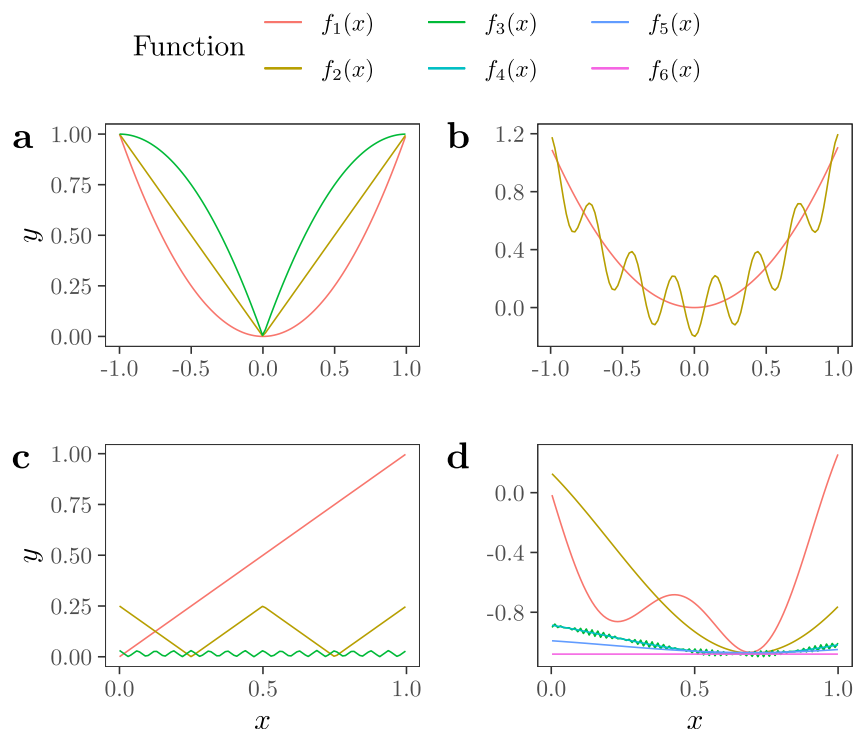 f₁(x) f₃(x) f₅(x)
Function
f₂(x) f₄(x) f₆(x)
a b
1.00 0.75 0.50 0.25 0.00
y
-1.0 -0.5 0.0 0.5 1.0
1.2 0.8 0.4 0.0
-1.0 -0.5 0.0 0.5 1.0
c d
1.00 0.75 0.50 0.25 0.00
y
0.0 0.5 1.0
x
0.0 -0.4 -0.8
0.0 0.5 1.0
x